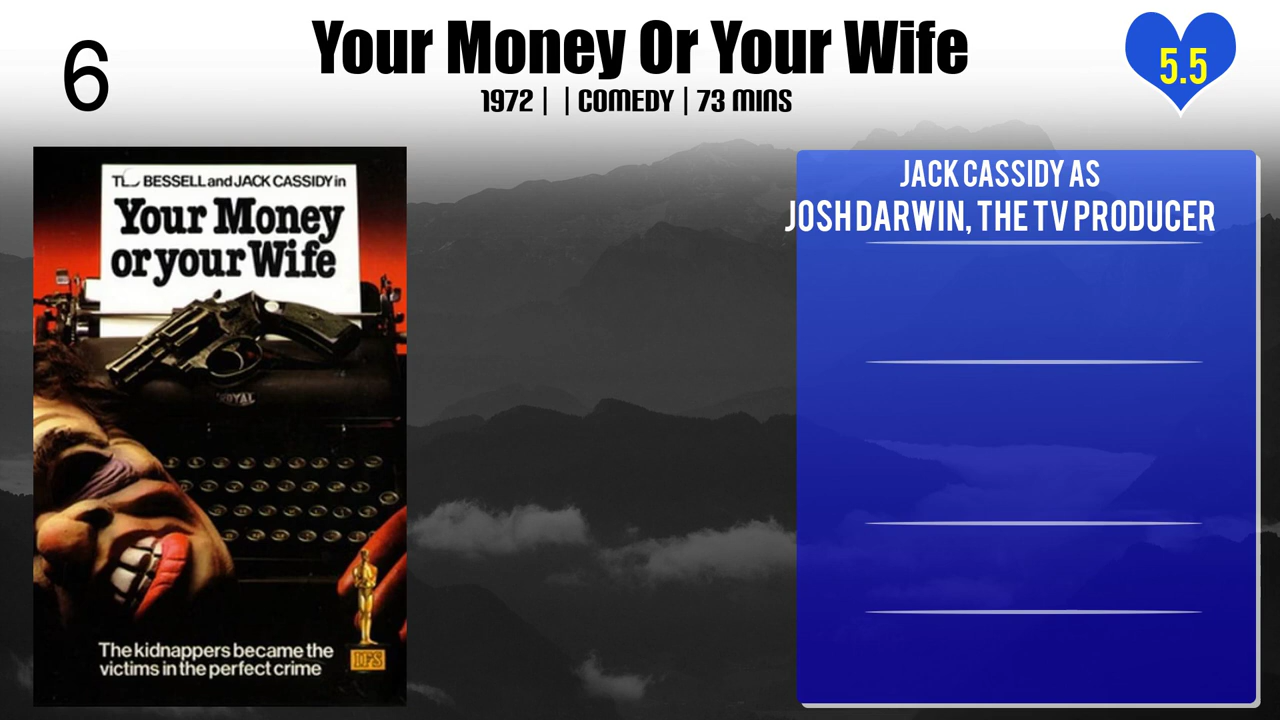 6
Your Money Or Your Wife
1972 | | COMEDY | 73 MINS
5.5
BESSELL and JACK CASSIDY in
Your Money
or your Wife
ROYAL
The kidnappers became the
victims in the perfect crime
IFS
JACK CASSIDY AS
JOSH DARWIN, THE TV PRODUCER